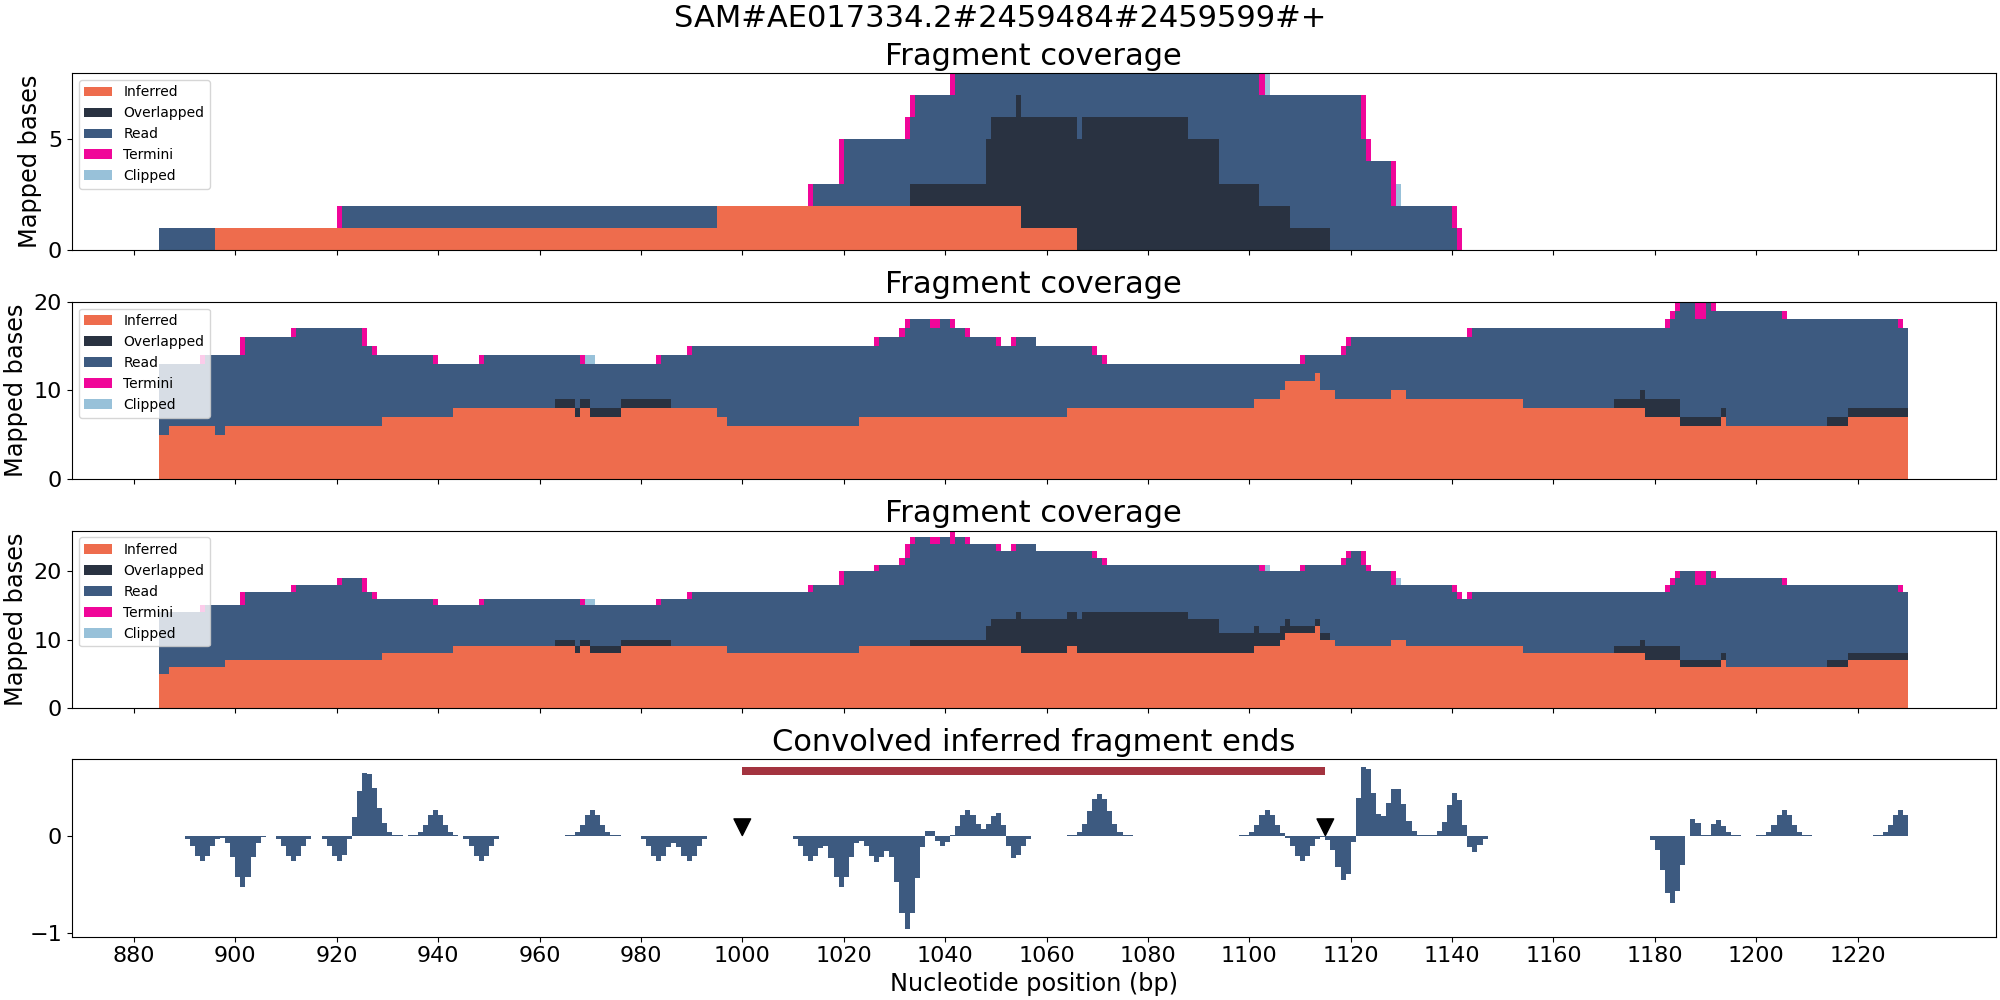 SAM#AE017334.2#2459484#2459599#+
Fragment coverage
Mapped bases
5
0
Inferred
Overlapped
Read
Termini
Clipped
Fragment coverage
Mapped bases
20
10
0
Inferred
Overlapped
Read
Termini
Clipped
Fragment coverage
Mapped bases
20
10
0
Inferred
Overlapped
Read
Termini
Clipped
Convolved inferred fragment ends
0
−1
880 900 920 940 960 980 1000 1020 1040 1060 1080 1100 1120 1140 1160 1180 1200 1220
Nucleotide position (bp)